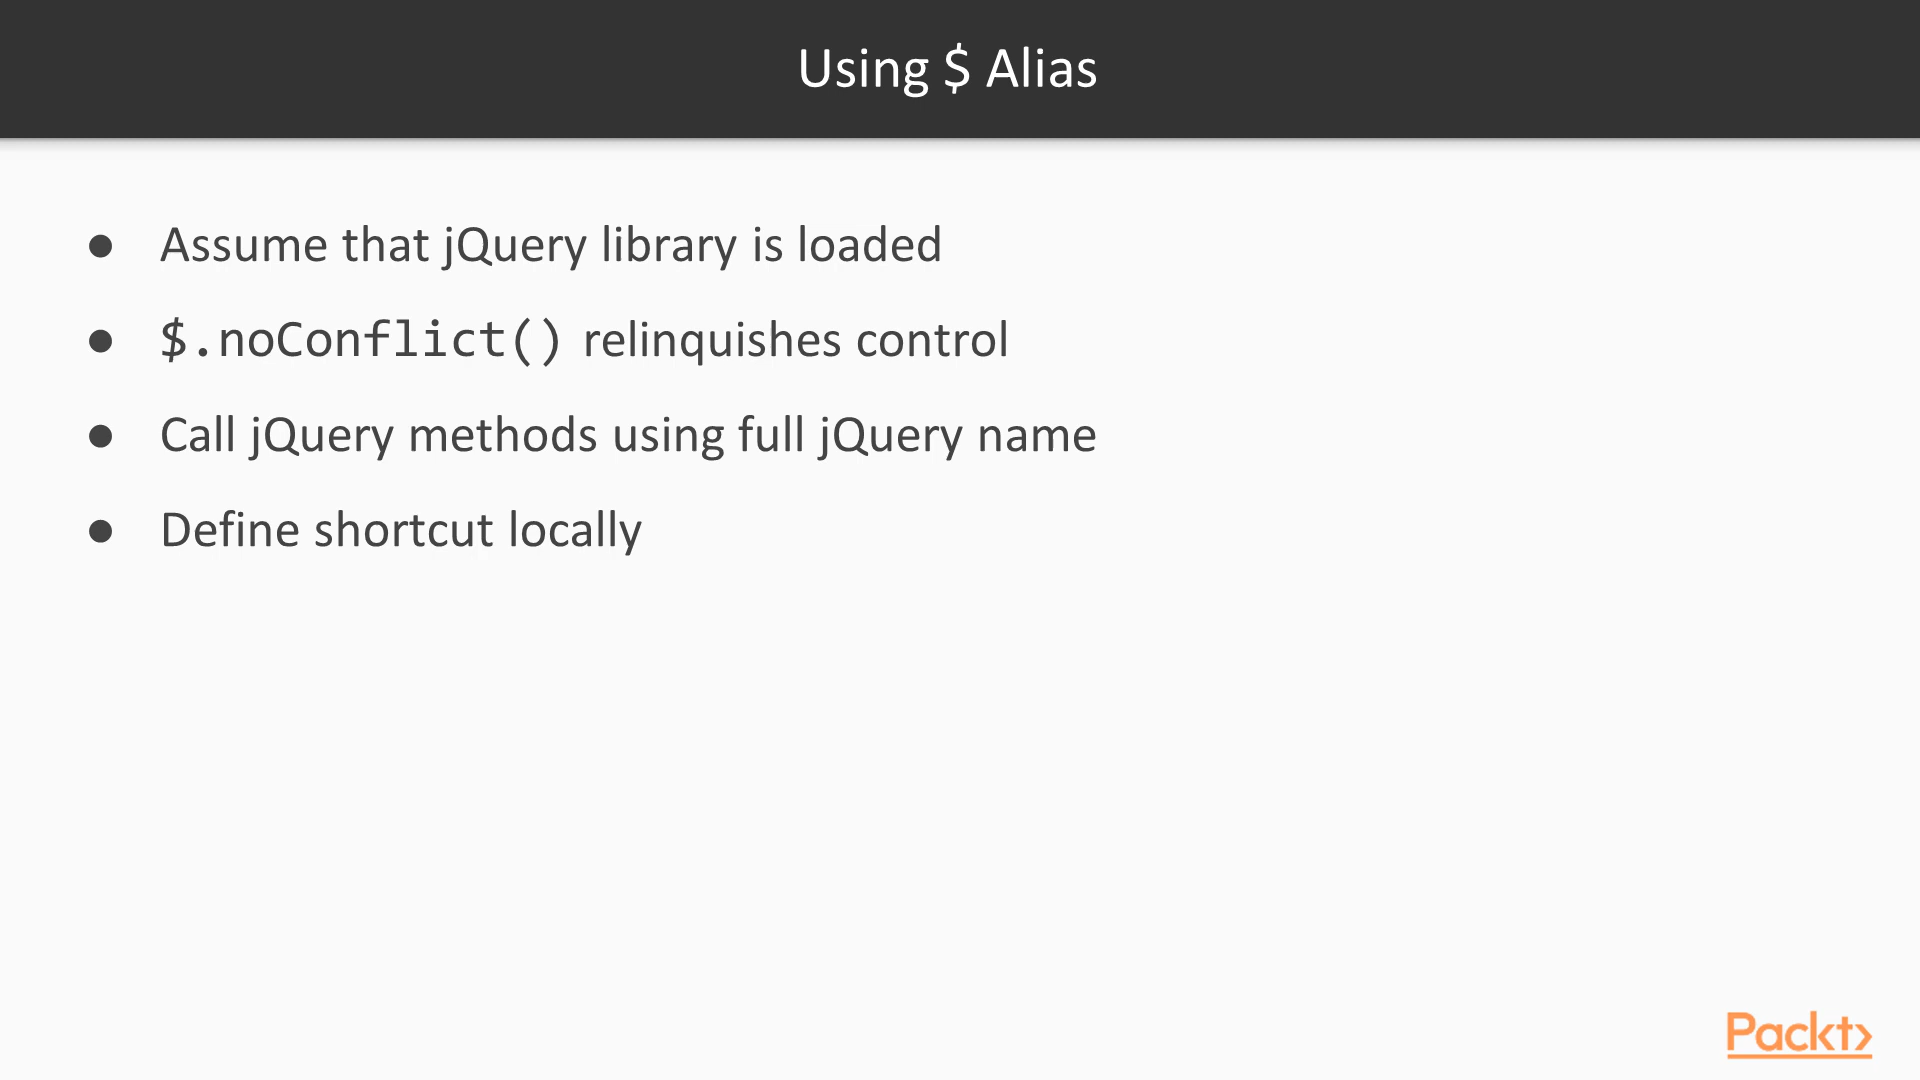 Using $ Alias
● Assume that jQuery library is loaded
● $.noConflict() relinquishes control
● Call jQuery methods using full jQuery name
● Define shortcut locally
Packt>